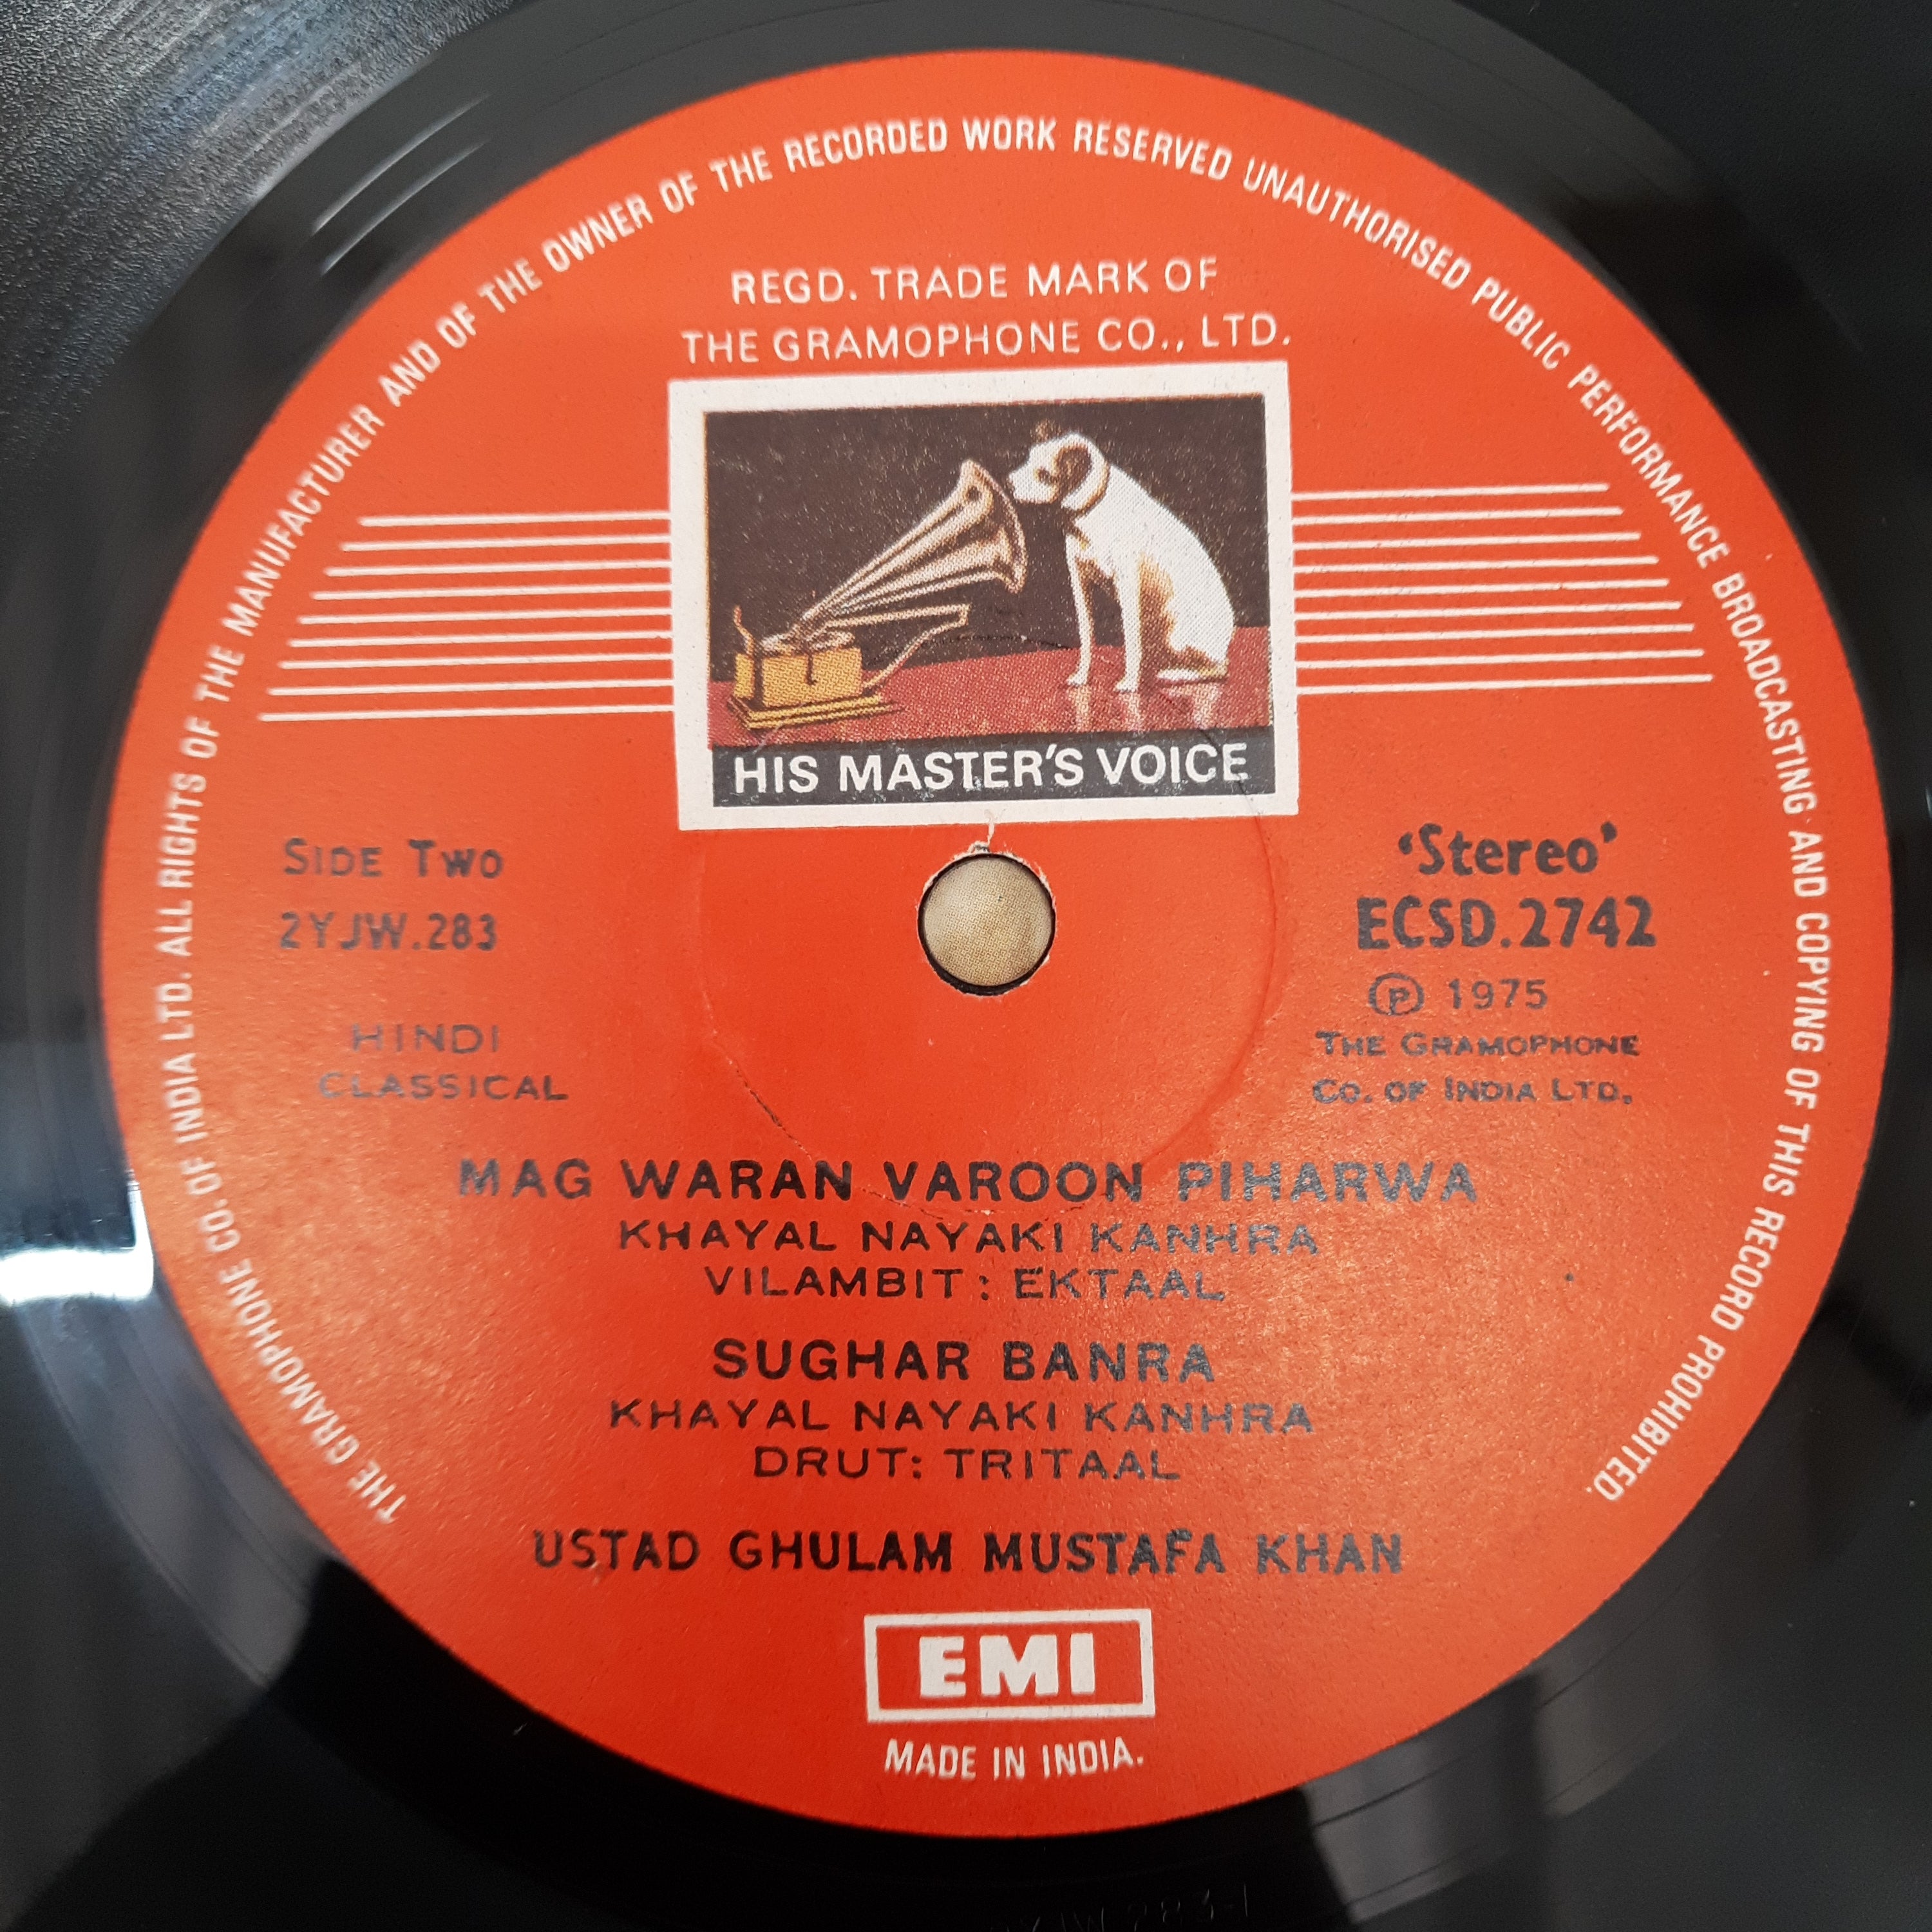 THE GRAMOPHONE CO. OF INDIA LTD. ALL RIGHTS OF THE MANUFACTURER AND OF THE OWNER OF THE RECORDED WORK RESERVED UNAUTHORISED PUBLIC PERFORMANCE BROADCASTING AND COPYING OF THIS RECORD PROHIBITED.
REGD. TRADE MARK OF
THE GRAMOPHONE CO., LTD.
HIS MASTER'S VOICE
SIDE TWO
2YJW.283
HINDI
CLASSICAL
'Stereo'
ECSD.2742
℗ 1975
THE GRAMOPHONE
CO. OF INDIA LTD.
MAG WARAN VAROON PIHARWA
KHAYAL NAYAKI KANHRA
VILAMBIT: EKTAAL
SUGHAR BANRA
KHAYAL NAYAKI KANHRA
DRUT: TRITAAL
USTAD GHULAM MUSTAFA KHAN
EMI
MADE IN INDIA.